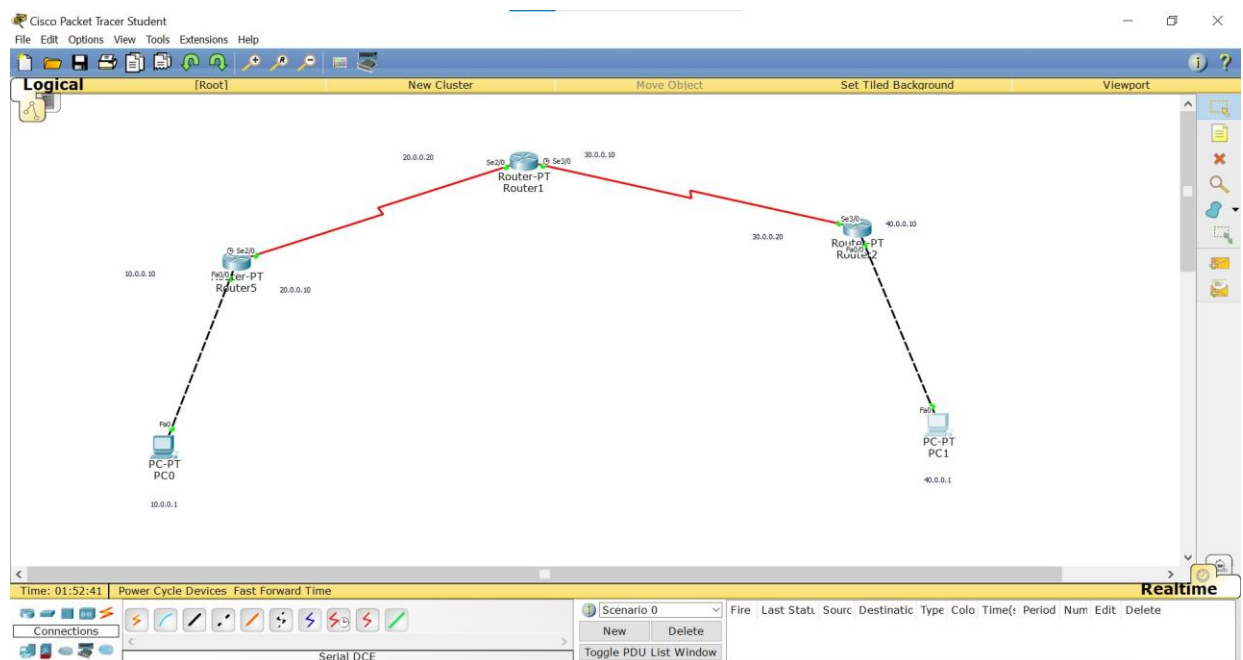 Cisco Packet Tracer Student
File Edit Options View Tools Extensions Help
Logical [Root] New Cluster Move Object Set Tiled Background Viewport
20.0.0.20 Se2/0 Se3/0 30.0.0.10
Router-PT
Router1
Se3/0 40.0.0.10
30.0.0.20 Router-PT
Fa0/0
Router2
Se2/0
10.0.0.10 Fa0/0 Router-PT
Router5 20.0.0.10
Fa0
Fa0
PC-PT
PC1
PC-PT
PC0
40.0.0.1
10.0.0.1
Time: 01:52:41 Power Cycle Devices Fast Forward Time Realtime
Scenario 0 Fire Last Statu Sourc Destinatic Type Colo Time(s Period Num Edit Delete
Connections New Delete
Serial DCE Toggle PDU List Window